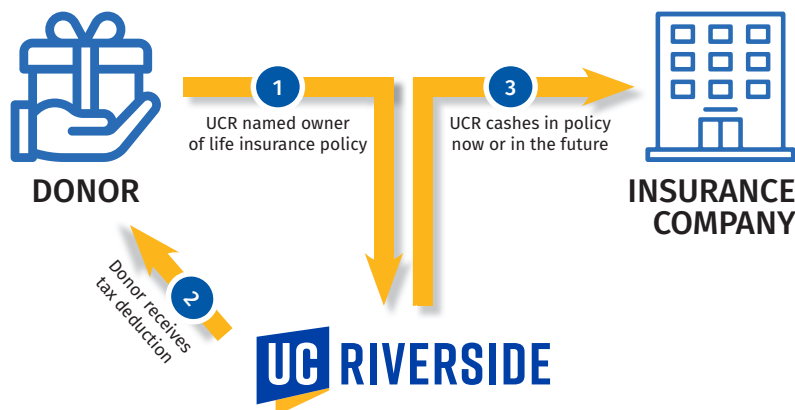 1
UCR named owner
of life insurance policy
3
UCR cashes in policy
now or in the future
DONOR
INSURANCE
COMPANY
2
Donor receives
tax deduction
UC RIVERSIDE